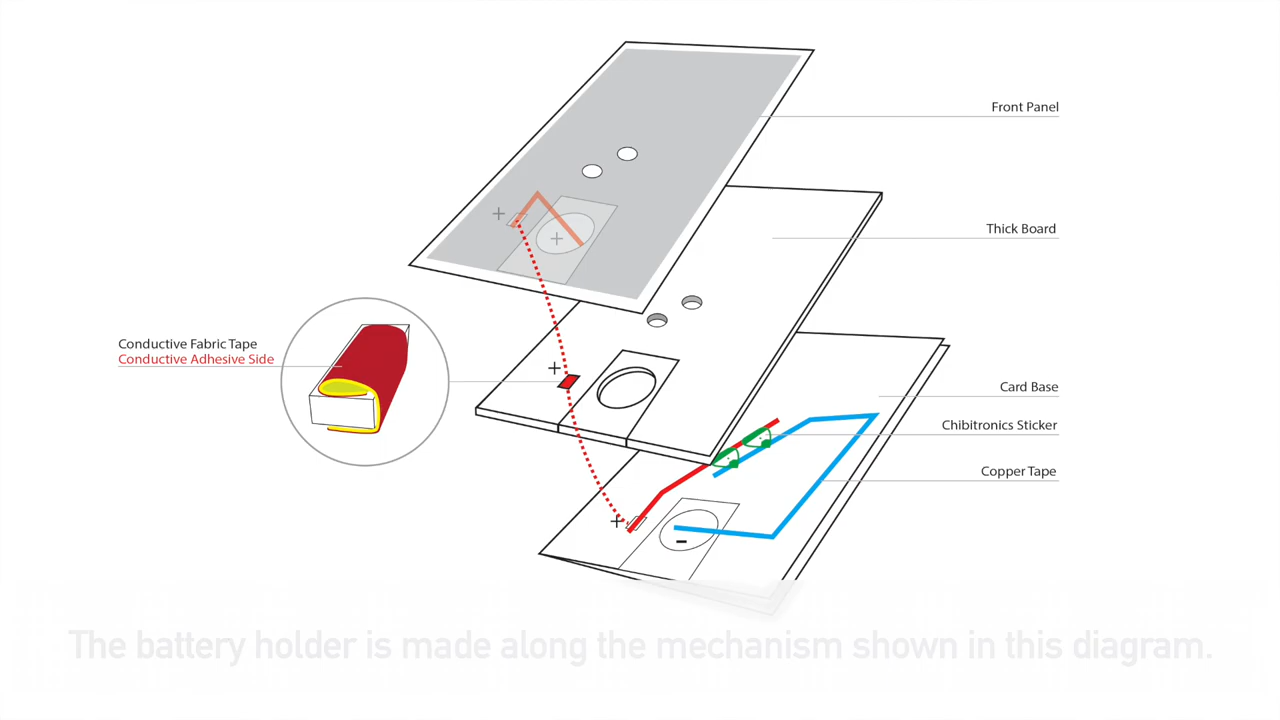 Front Panel
+
+
Thick Board
Conductive Fabric Tape
Conductive Adhesive Side
+
Card Base
Chibitronics Sticker
Copper Tape
+
-
The battery holder is made along the mechanism shown in this diagram.